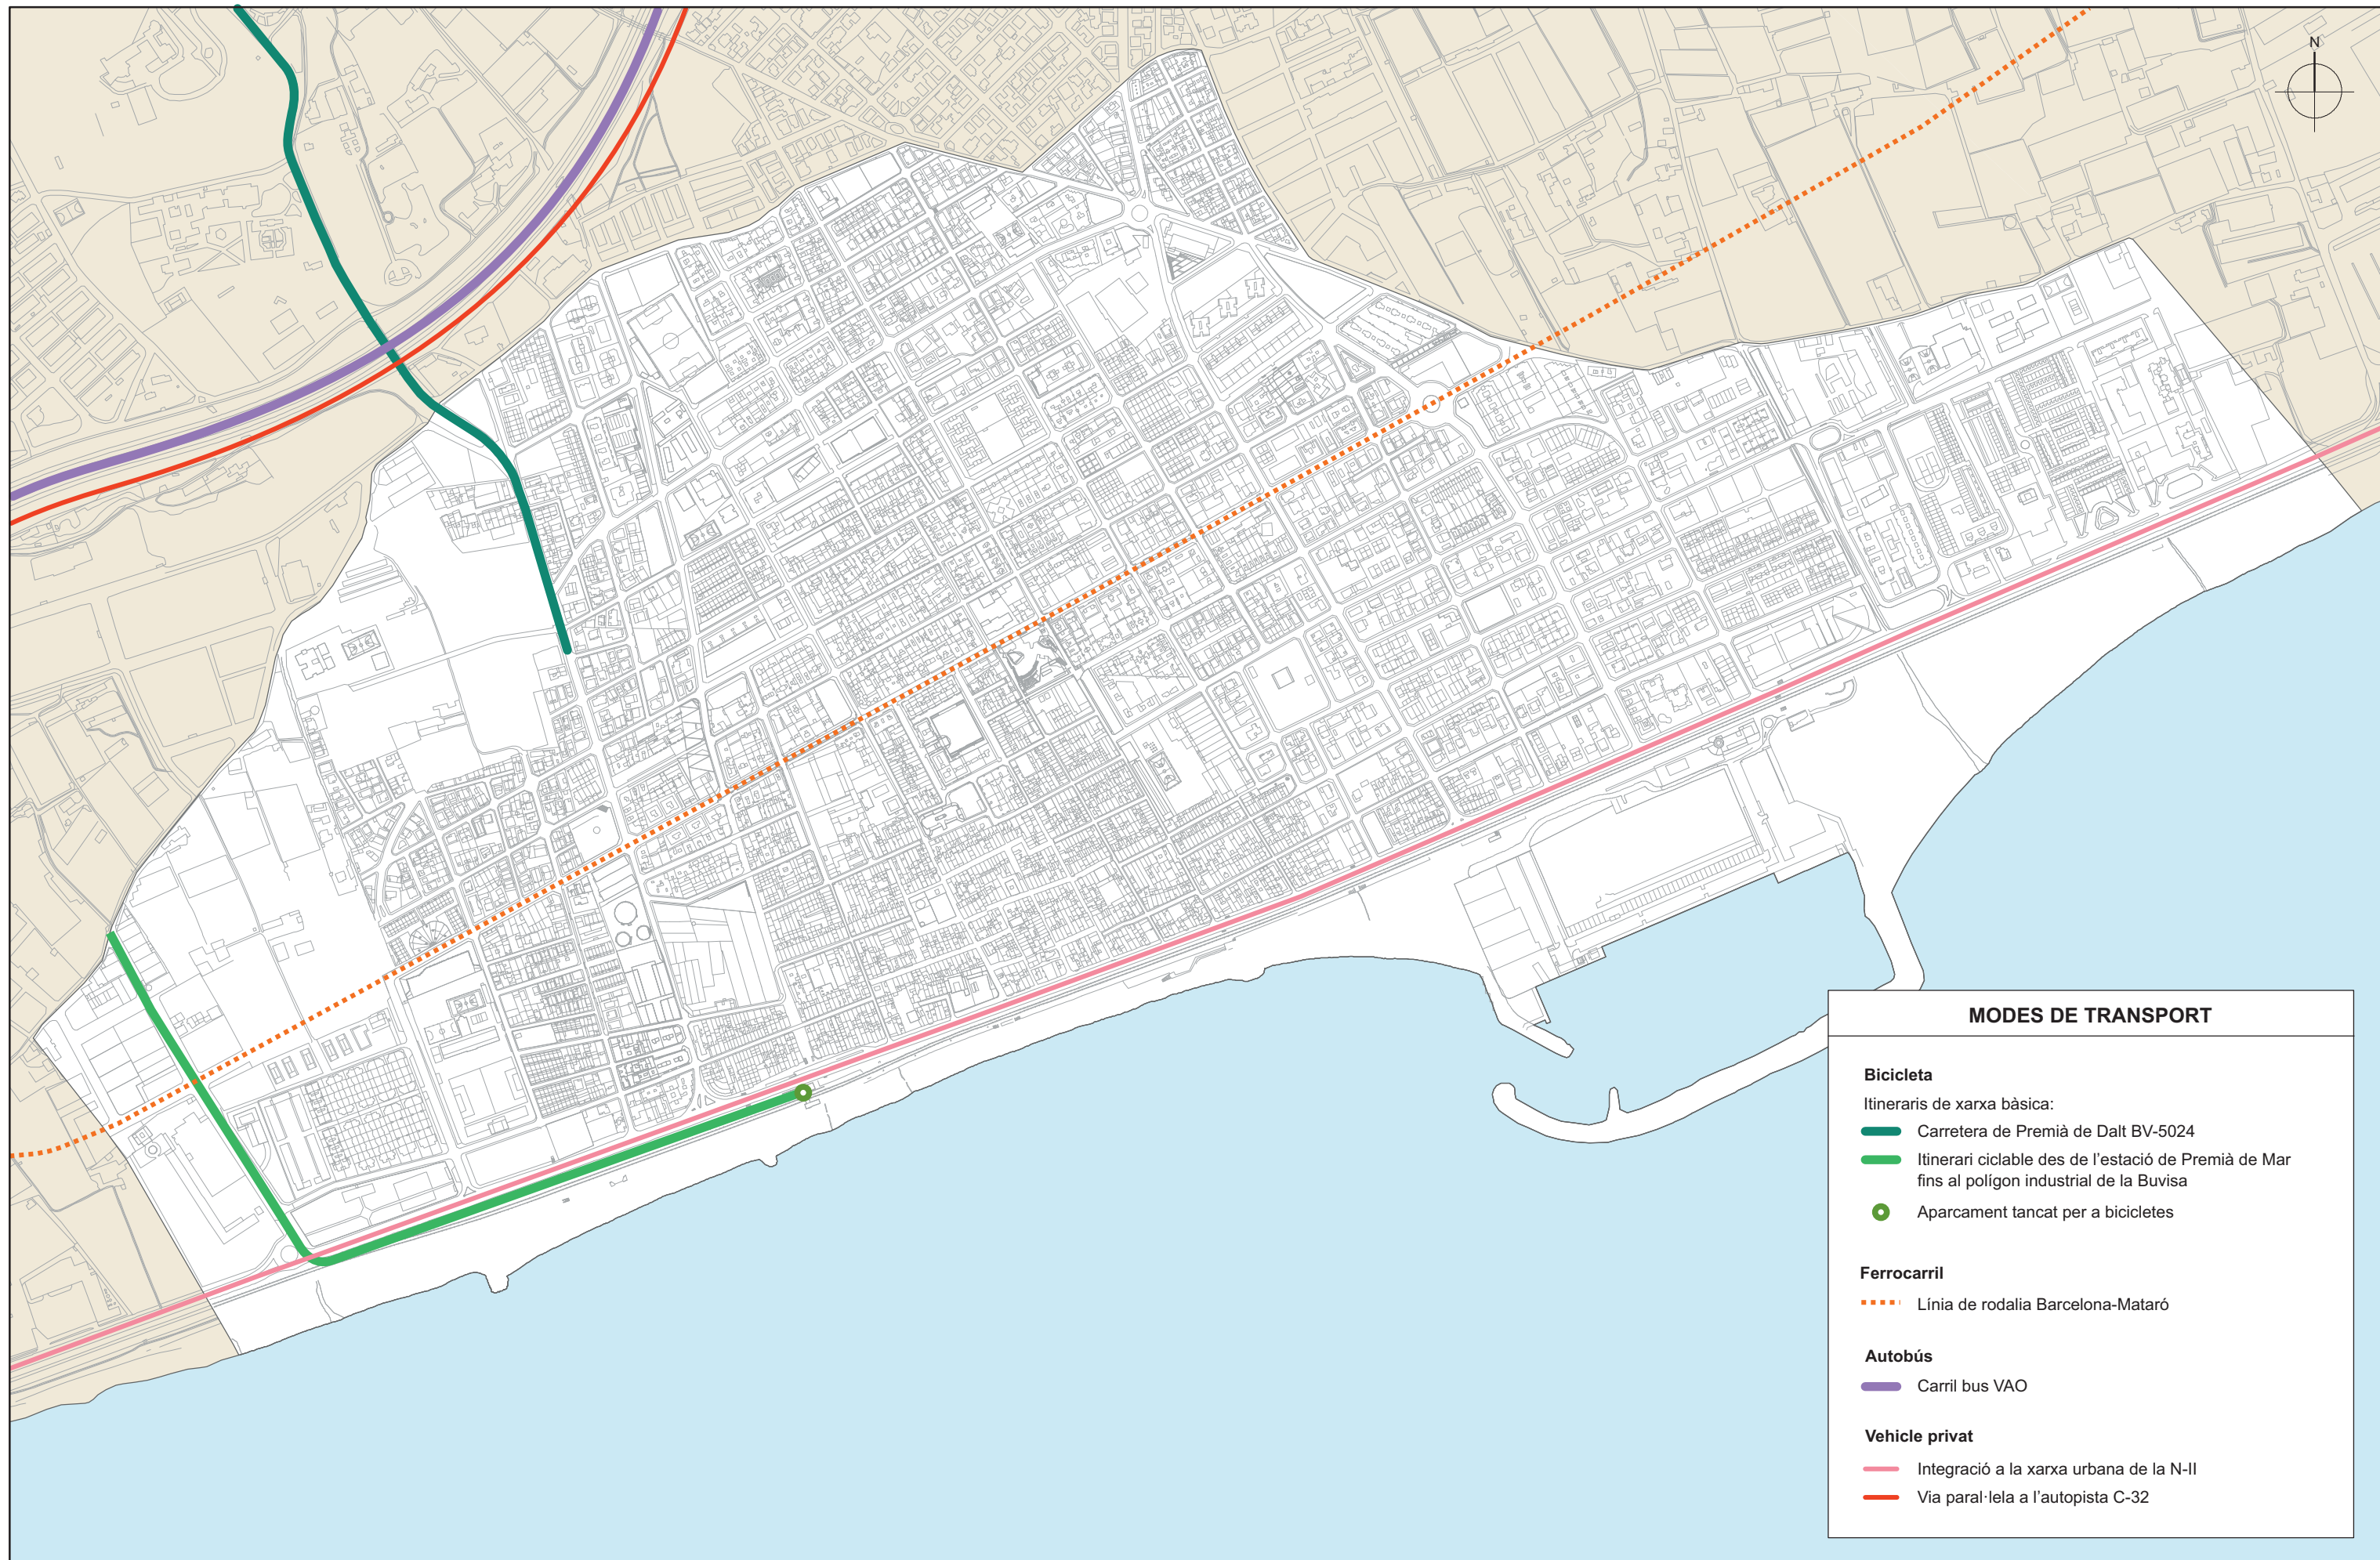 N
MODES DE TRANSPORT
Bicicleta
Itineraris de xarxa bàsica:
Carretera de Premià de Dalt BV-5024
Itinerari ciclable des de l’estació de Premià de Mar
fins al polígon industrial de la Buvisa
Aparcament tancat per a bicicletes
Ferrocarril
Línia de rodalia Barcelona-Mataró
Autobús
Carril bus VAO
Vehicle privat
Integració a la xarxa urbana de la N-II
Via paral·lela a l’autopista C-32